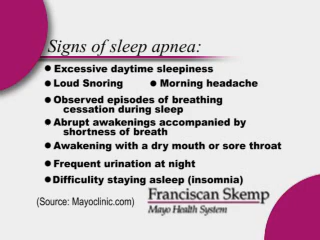 Signs of sleep apnea:
● Excessive daytime sleepiness
● Loud Snoring ● Morning headache
● Observed episodes of breathing
cessation during sleep
● Abrupt awakenings accompanied by
shortness of breath
● Awakening with a dry mouth or sore throat
● Frequent urination at night
● Difficulity staying asleep (insomnia)
(Source: Mayoclinic.com)
Franciscan Skemp
Mayo Health System